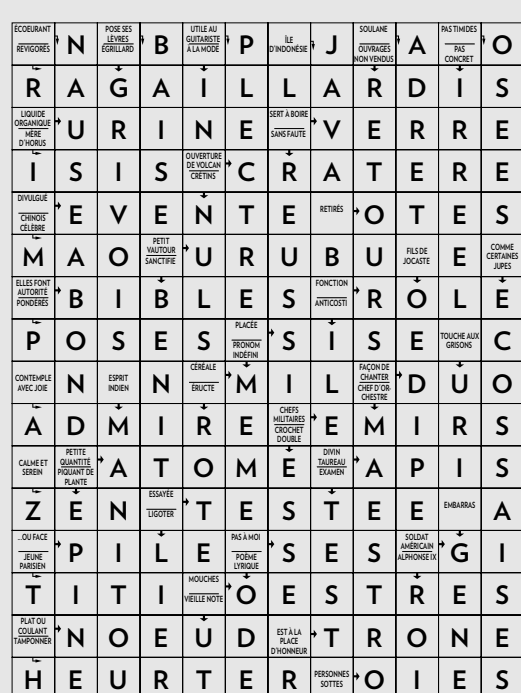 ÉCOEURANT REVIGORÉS N POSE SES LÈVRES ÉGRILLARD B UTILE AU GUITARISTE À LA MODE P ÎLE D'INDONÉSIE J SOULANE OUVRAGES NON VENDUS A PAS TIMIDES PAS CONCRET O
R A G A I L L A R D I S
LIQUIDE ORGANIQUE MÈRE D'HORUS U R I N E SERT À BOIRE SANS FAUTE V E R R E
I S I S OUVERTURE DE VOLCAN CRÉTINS C R A T E R E
DIVULGUÉ CHINOIS CÉLÈBRE E V E N T E RETIRÉS O T E S
M A O PETIT VAUTOUR SANCTIFIE U R U B U FILS DE JOCASTE E COMME CERTAINES JUPES
ELLES FONT AUTORITÉ PONDÉRÉS B I B L E S FONCTION ANTICOSTI R O L E
P O S E S PLACÉE PRONOM INDÉFINI S I S E TOUCHE AUX GRISONS C
CONTEMPLE AVEC JOIE N ESPRIT INDIEN N CÉRÉALE ÉRUCTE M I L FAÇON DE CHANTER CHEF D'OR- CHESTRE D U O
A D M I R E CHEFS MILITAIRES CROCHET DOUBLE E M I R S
CALME ET SEREIN PETITE QUANTITÉ PIQUANT DE PLANTE A T O M E DIVIN TAUREAU EXAMEN A P I S
Z E N ESSAYÉE LIGOTER T E S T E E EMBARRAS A
...OU FACE JEUNE PARISIEN P I L E PAS À MOI POÈME LYRIQUE S E S SOLDAT AMÉRICAIN ALPHONSE IX G I
T I T I MOUCHES VIEILLE NOTE O E S T R E S
PLAT OU COULANT TAMPONNER N O E U D EST À LA PLACE D'HONNEUR T R O N E
H E U R T E R PERSONNES SOTTES O I E S